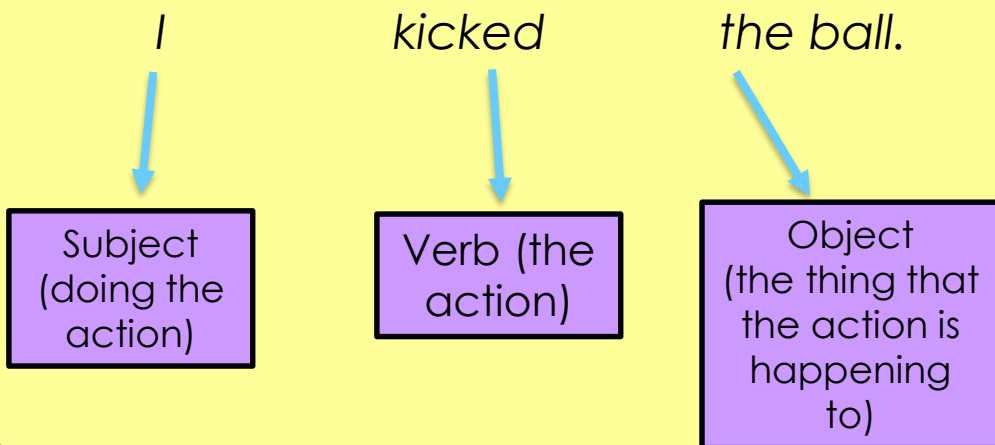 I kicked the ball.
Subject
(doing the
action)
Verb (the
action)
Object
(the thing that
the action is
happening
to)